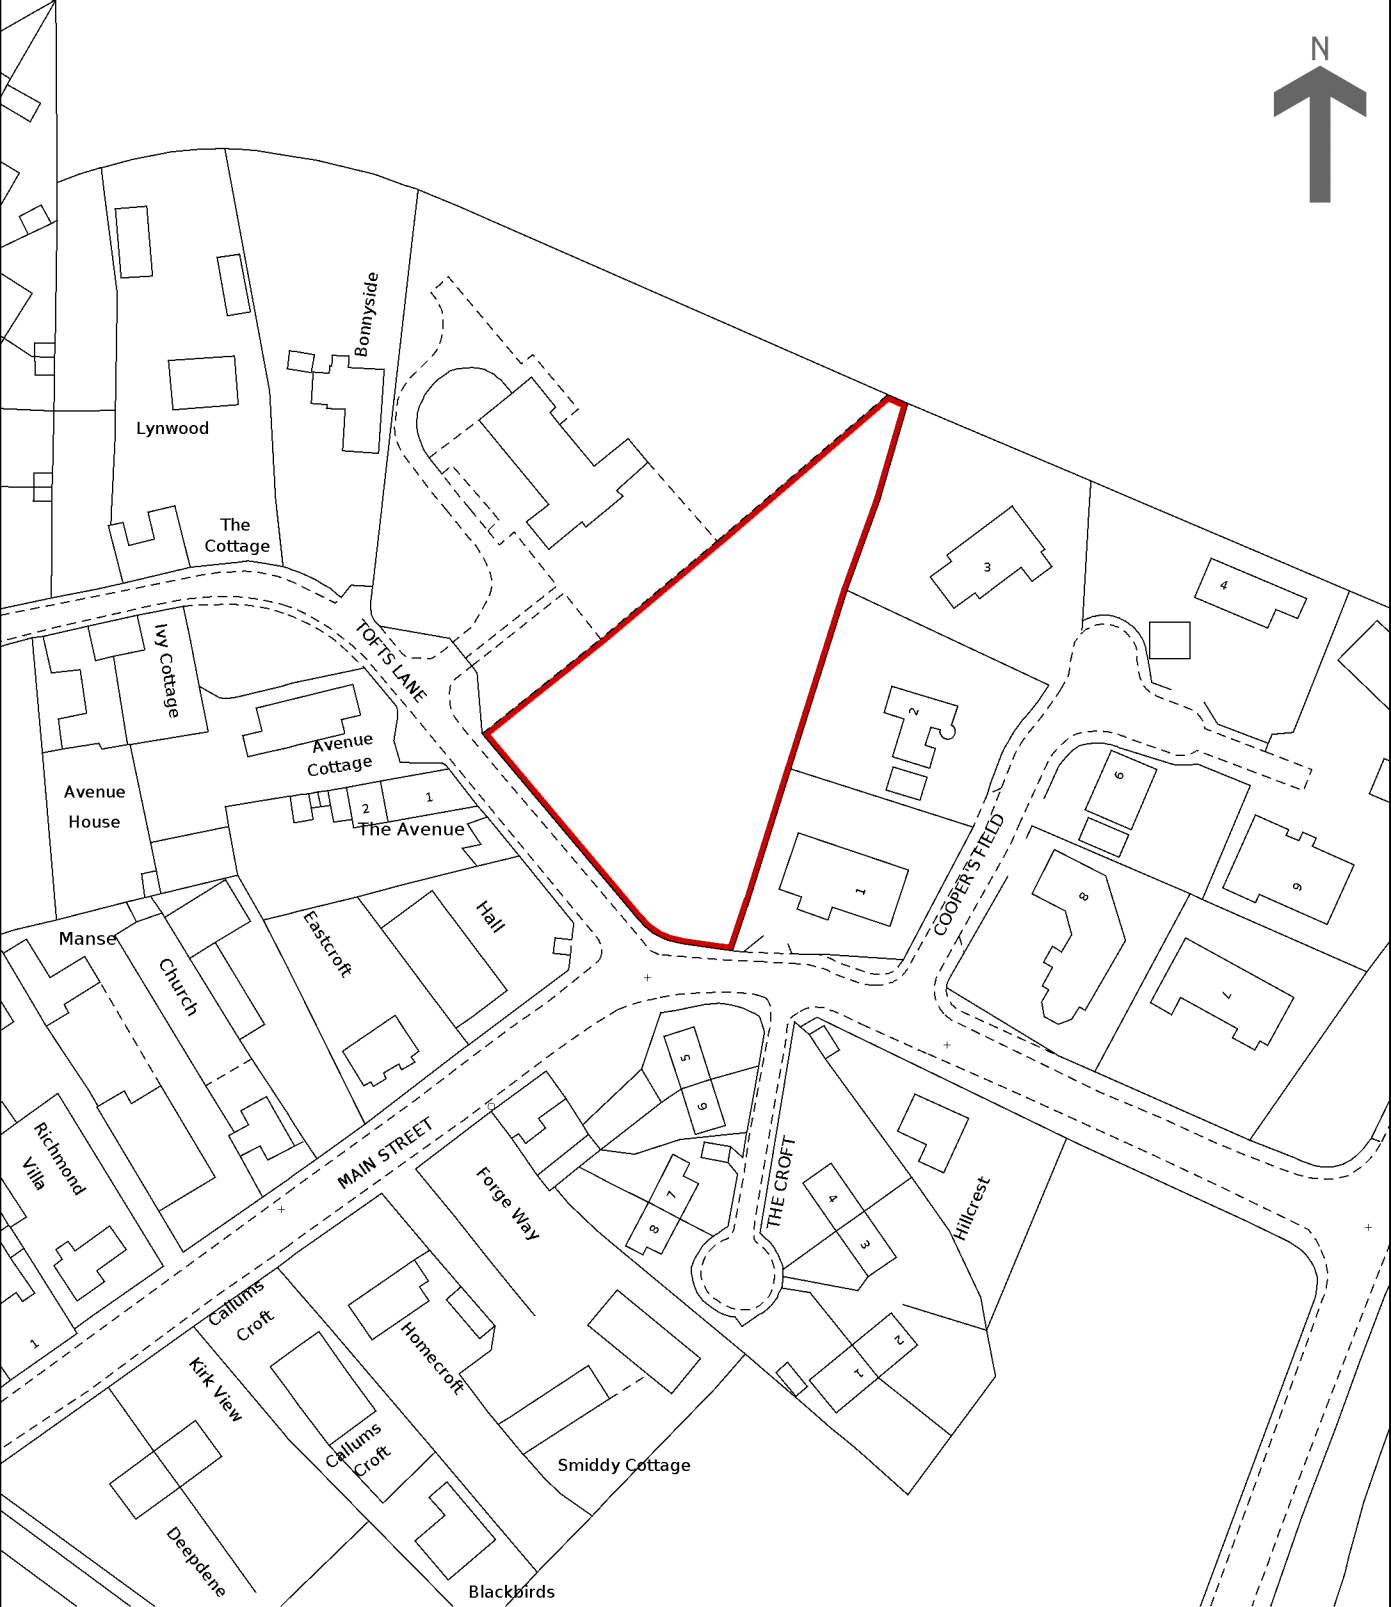 N
Bonnyside
Lynwood
The
Cottage
3
4
TOFTS LANE
Ivy Cottage
2
Avenue
Cottage
6
Avenue
House
2
1
The Avenue
COOPER'S FIELD
1
8
9
Manse
Eastcroft
Hall
Church
7
5
6
MAIN STREET
Richmond
Villa
Forge Way
7
8
THE CROFT
4
3
Hillcrest
Callums
Croft
1
Homecroft
Kirk View
2
1
Callums
Croft
Smiddy Cottage
Deepdene
Blackbirds